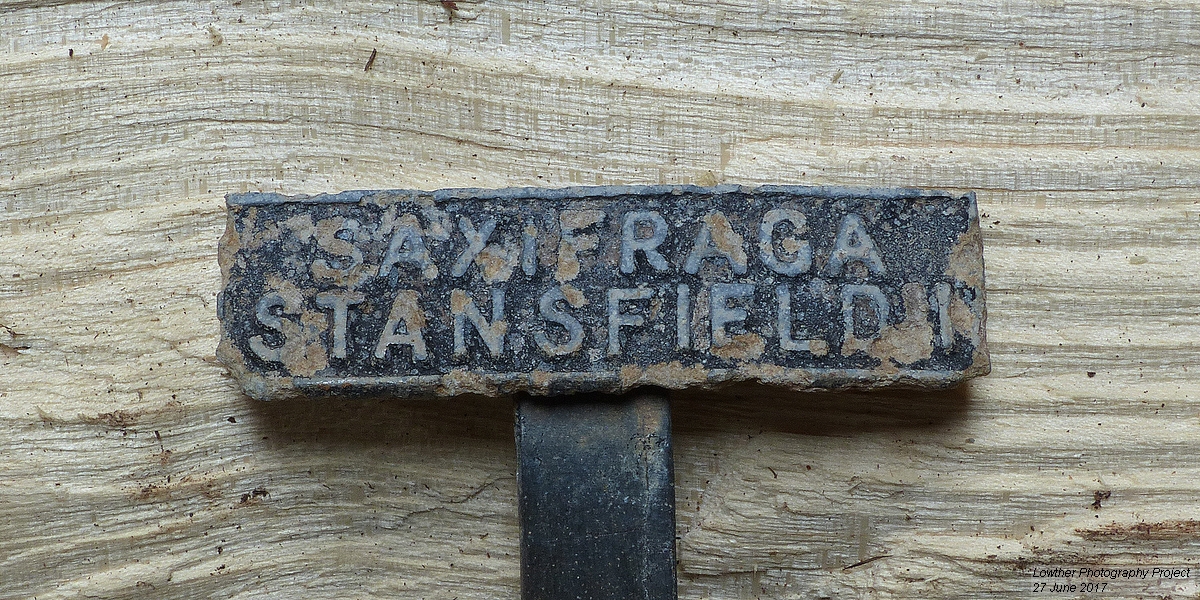 SAXiFRAGA
STANSFIELDII
Lowther Photography Project
27 June 2017